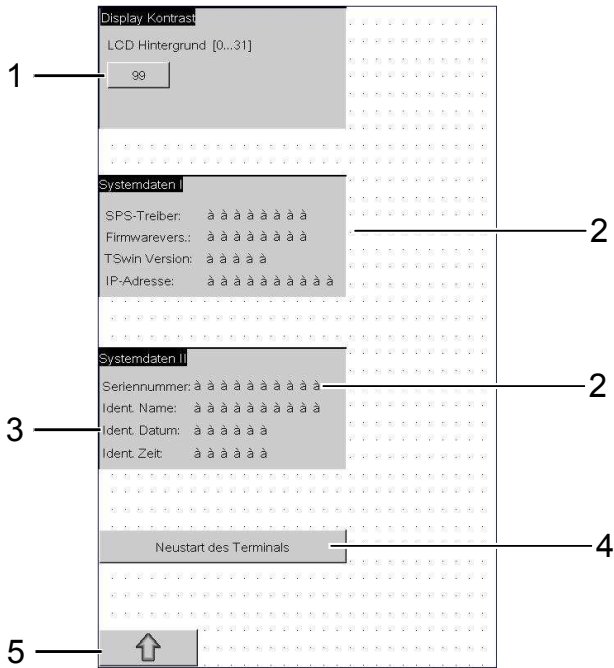 Display Kontrast
LCD Hintergrund [0...31]
1
99
Systemdaten I
SPS-Treiber: à à à à à à à à
2
Firmwarevers.: à à à à à à à à
TSwin Version: à à à à à
IP-Adresse: à à à à à à à à à à
Systemdaten II
Seriennummer: à à à à à à à à à à
2
Ident. Name: à à à à à à à à à à
3
Ident. Datum: à à à à à à
Ident. Zeit: à à à à à à
Neustart des Terminals
4
5